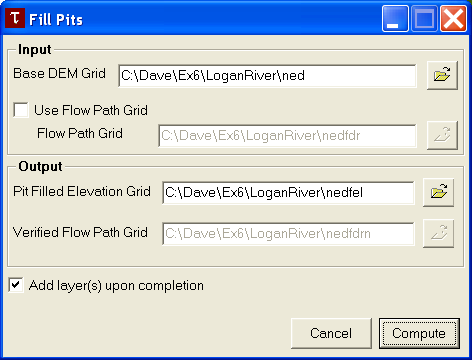 τ Fill Pits
Input
Base DEM Grid C:\Dave\Ex6\LoganRiver\ned
Use Flow Path Grid
Flow Path Grid C:\Dave\Ex6\LoganRiver\nedfdr
Output
Pit Filled Elevation Grid C:\Dave\Ex6\LoganRiver\nedfel
Verified Flow Path Grid C:\Dave\Ex6\LoganRiver\nedfdrn
Add layer(s) upon completion
Cancel Compute